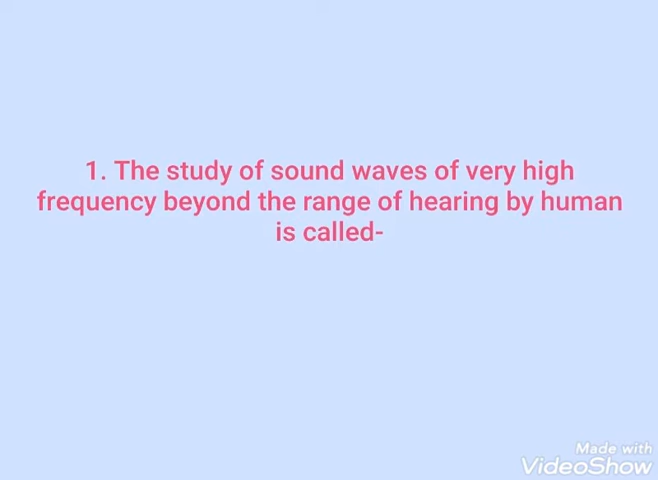 1. The study of sound waves of very high
frequency beyond the range of hearing by human
is called-
Made with
VideoShow